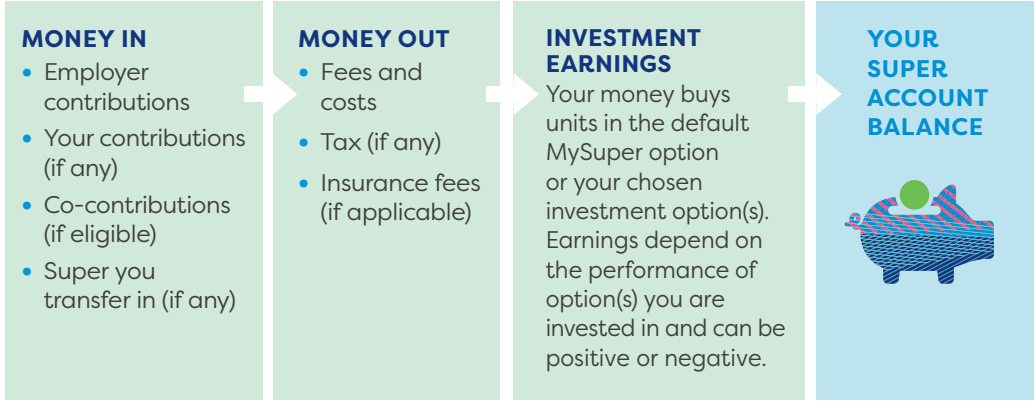 MONEY IN
• Employer
contributions
• Your contributions
(if any)
• Co-contributions
(if eligible)
• Super you
transfer in (if any)
MONEY OUT
• Fees and
costs
• Tax (if any)
• Insurance fees
(if applicable)
INVESTMENT
EARNINGS
Your money buys
units in the default
MySuper option
or your chosen
investment option(s).
Earnings depend on
the performance of
option(s) you are
invested in and can be
positive or negative.
YOUR
SUPER
ACCOUNT
BALANCE